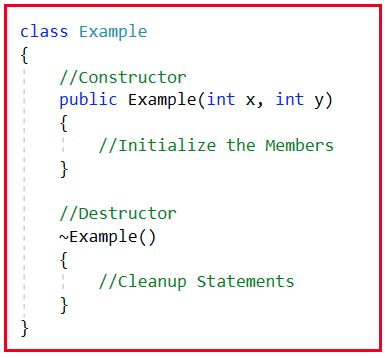 class Example
{
    //Constructor
    public Example(int x, int y)
    {
        //Initialize the Members
    }

    //Destructor
    ~Example()
    {
        //Cleanup Statements
    }
}